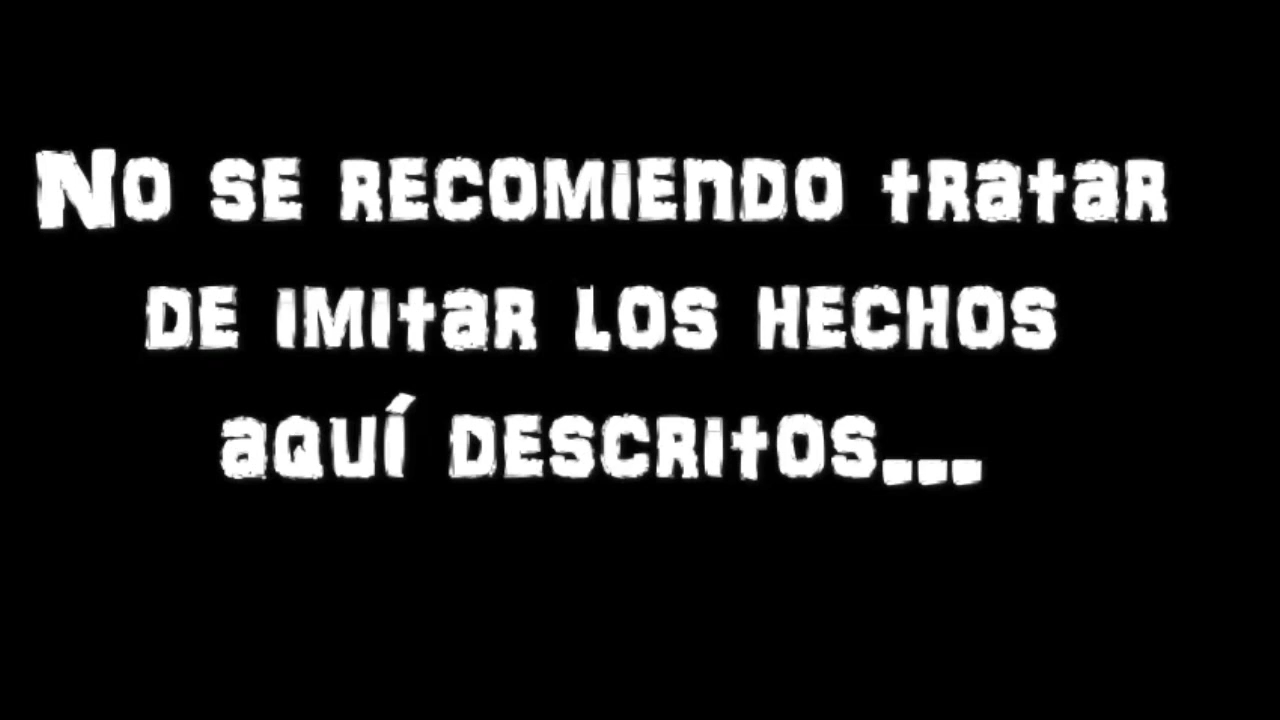 No se recomiendo tratar
de imitar los hechos
aquí descritos...